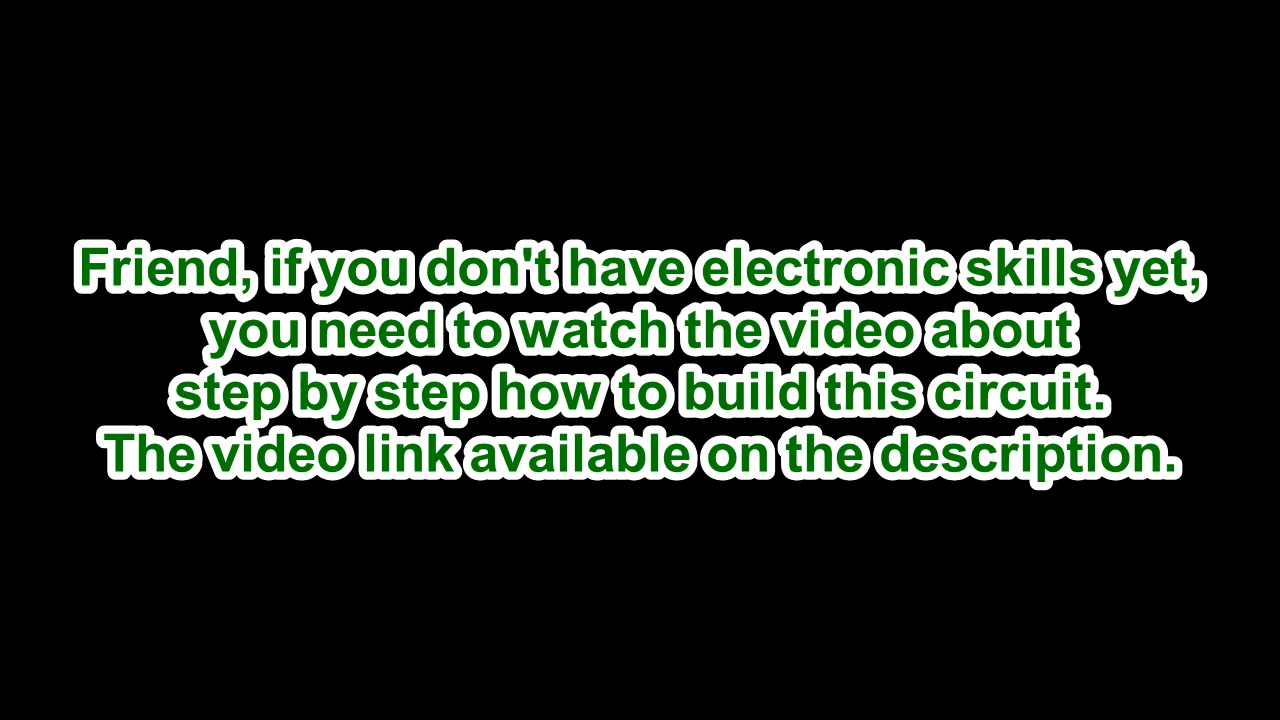 Friend, if you don't have electronic skills yet,
you need to watch the video about
step by step how to build this circuit.
The video link available on the description.